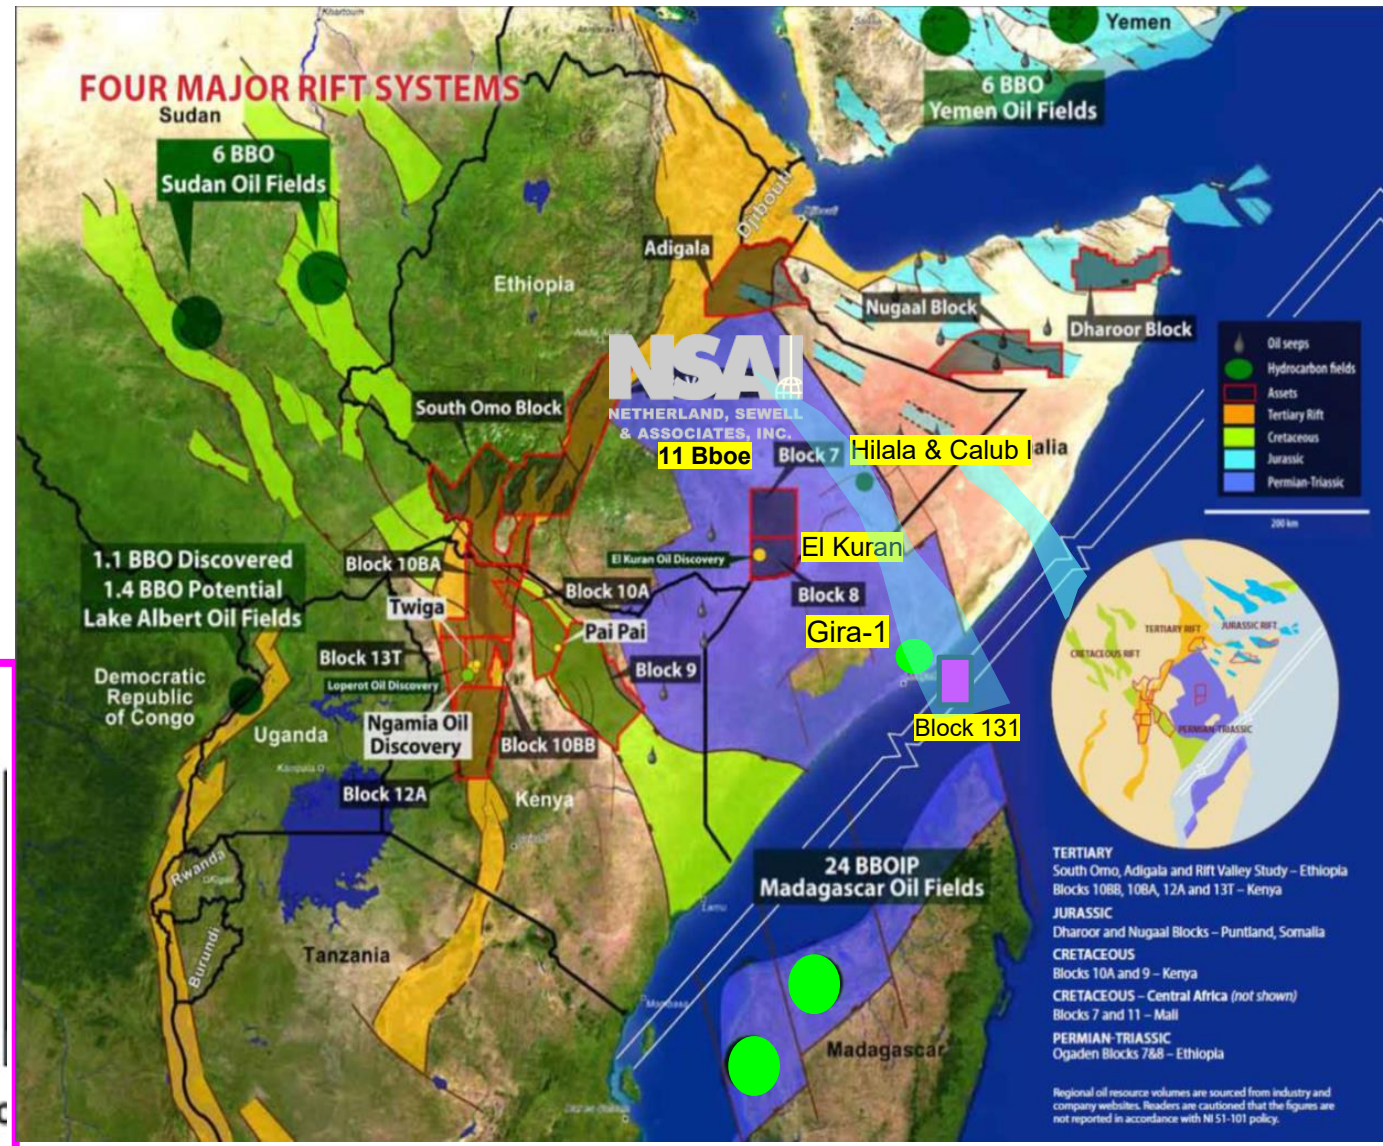 FOUR MAJOR RIFT SYSTEMS
Khartoum
Sudan
6 BBO
Sudan Oil Fields
Yemen
6 BBO
Yemen Oil Fields
Djibouti
Adigala
Ethiopia
Nugaal Block
Dharoor Block
NSAI
NETHERLAND, SEWELL
& ASSOCIATES, INC.
11 Bboe
South Omo Block
Block 7
Hilala & Calub l
alia
El Kuran Oil Discovery
El Kuran
Block 8
1.1 BBO Discovered
1.4 BBO Potential
Lake Albert Oil Fields
Block 10BA
Twiga
Block 10A
Pai Pai
Gira-1
Block 13T
Loperot Oil Discovery
Block 9
Democratic
Republic
of Congo
Uganda
Kampala
Ngamia Oil
Discovery
Block 10BB
Block 131
Block 12A
Kenya
Rwanda
Burundi
Tanzania
Lamu
Mombasa
24 BBOIP
Madagascar Oil Fields
Madagascar
Oil seeps
Hydrocarbon fields
Assets
Tertiary Rift
Cretaceous
Jurassic
Permian-Triassic
200 km
TERTIARY RIFT
JURASSIC RIFT
CRETACEOUS RIFT
PERMIAN-TRIASSIC
TERTIARY
South Omo, Adigala and Rift Valley Study – Ethiopia
Blocks 10BB, 10BA, 12A and 13T – Kenya
JURASSIC
Dharoor and Nugaal Blocks – Puntland, Somalia
CRETACEOUS
Blocks 10A and 9 – Kenya
CRETACEOUS – Central Africa (not shown)
Blocks 7 and 11 – Mali
PERMIAN-TRIASSIC
Ogaden Blocks 7&8 – Ethiopia
Regional oil resource volumes are sourced from industry and
company websites. Readers are cautioned that the figures are
not reported in accordance with NI 51-101 policy.